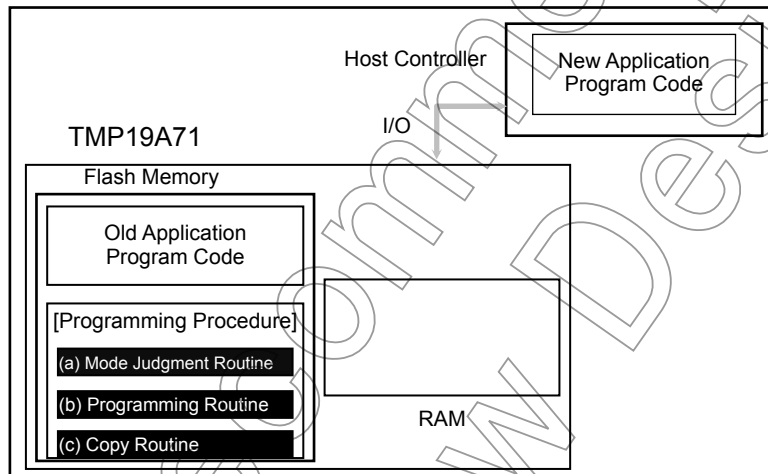 Host Controller
New Application
Program Code
I/O
TMP19A71
Flash Memory
Old Application
Program Code
[Programming Procedure]
(a) Mode Judgment Routine
(b) Programming Routine
(c) Copy Routine
RAM